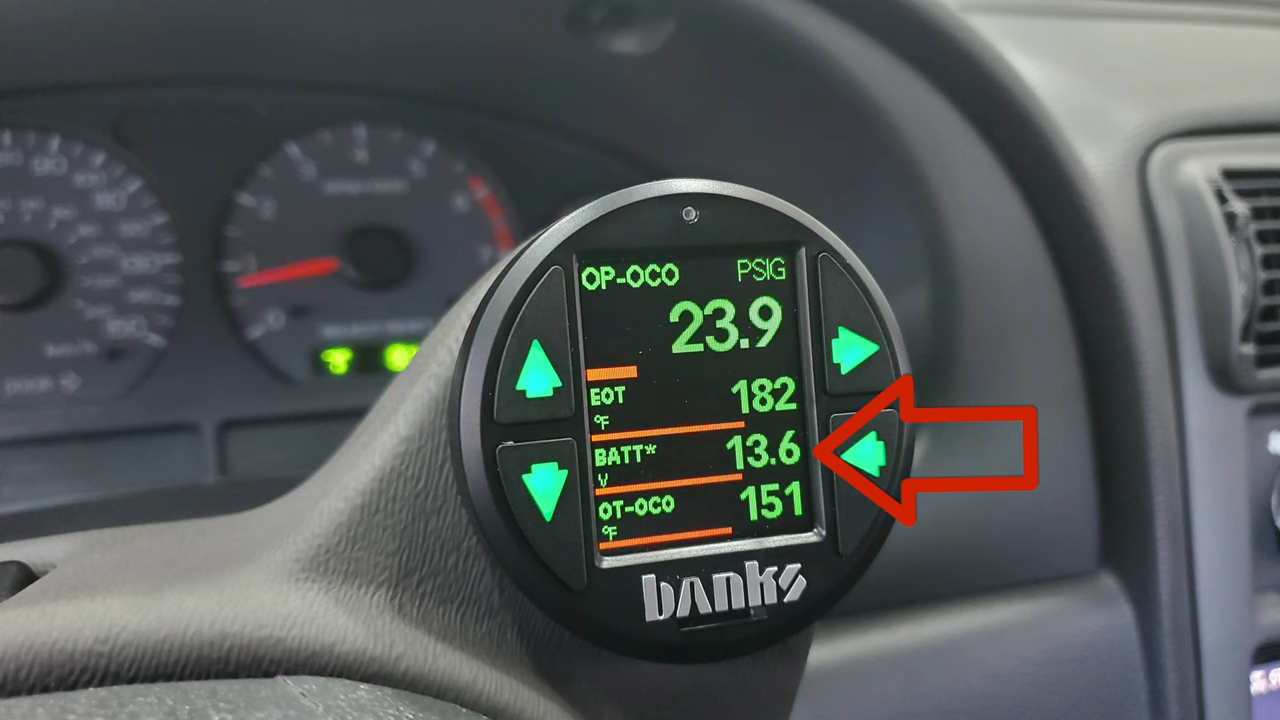 OP-OCO PSIG
23.9
EOT 182
°F
BATT* 13.6
V
OT-OCO 151
°F
banks